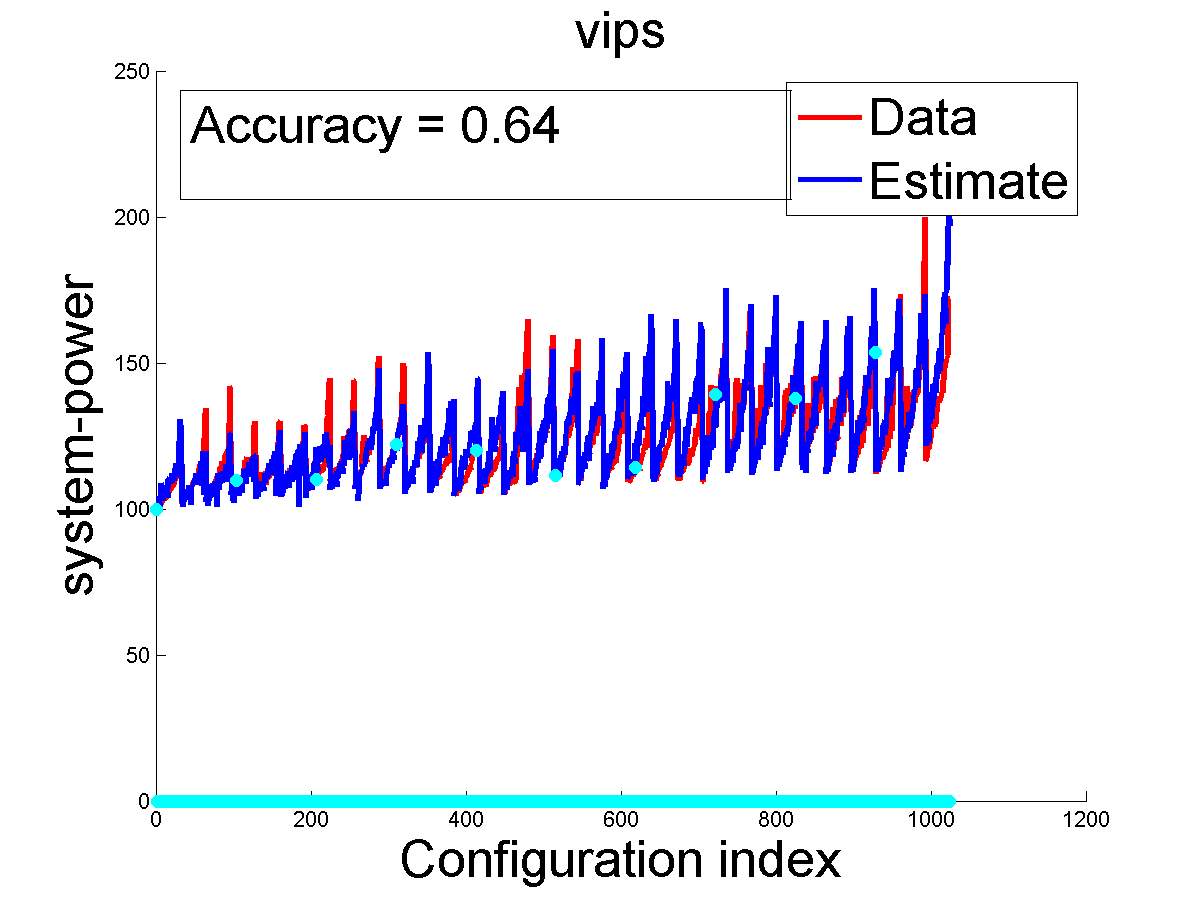 vips
Accuracy = 0.64
Data
Estimate
250
200
150
100
50
0
system-power
0 200 400 600 800 1000 1200
Configuration index